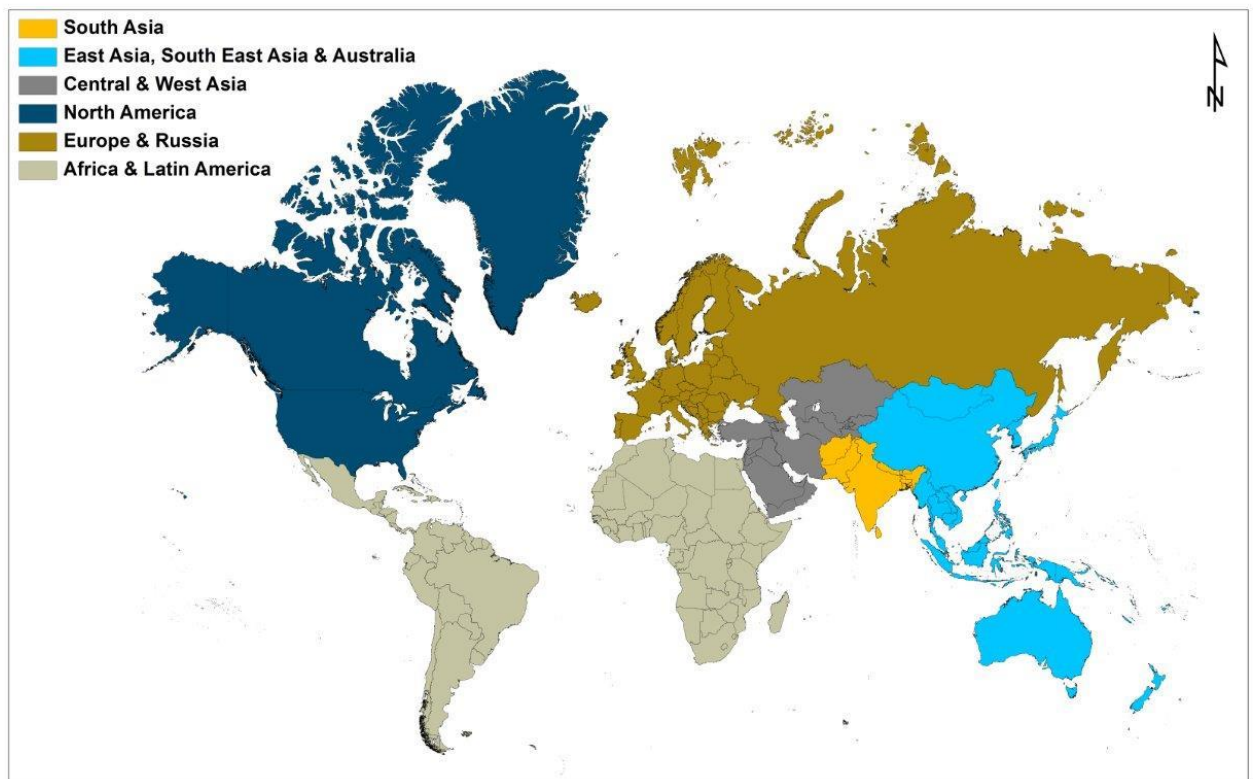 South Asia
East Asia, South East Asia & Australia
Central & West Asia
North America
Europe & Russia
Africa & Latin America
N